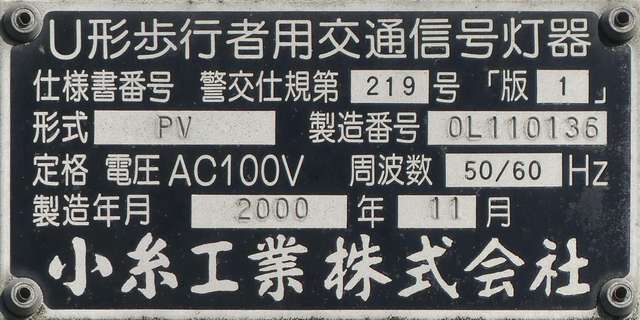 U形歩行者用交通信号灯器
仕様書番号 警交仕規第 219 号 「版 1 」
形式 PV 製造番号 0L110136
定格 電圧 AC100V 周波数 50/60 Hz
製造年月 2000 年 11 月
小糸工業株式会社